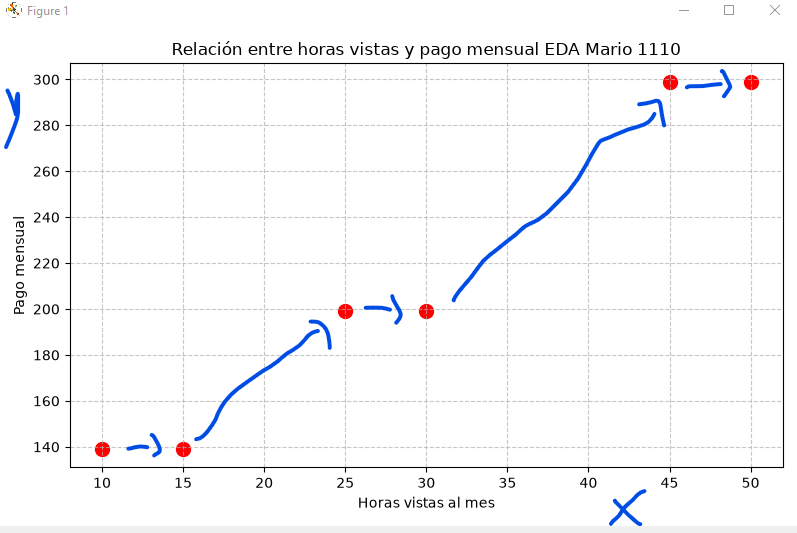 Figure 1
Relación entre horas vistas y pago mensual EDA Mario 1110
y
Pago mensual
300
280
260
240
220
200
180
160
140
10 15 20 25 30 35 40 45 50
Horas vistas al mes
x